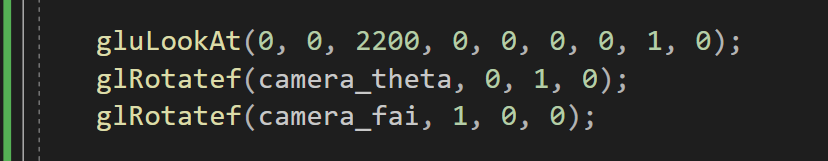 gluLookAt(0, 0, 2200, 0, 0, 0, 0, 1, 0);
glRotatef(camera_theta, 0, 1, 0);
glRotatef(camera_fai, 1, 0, 0);